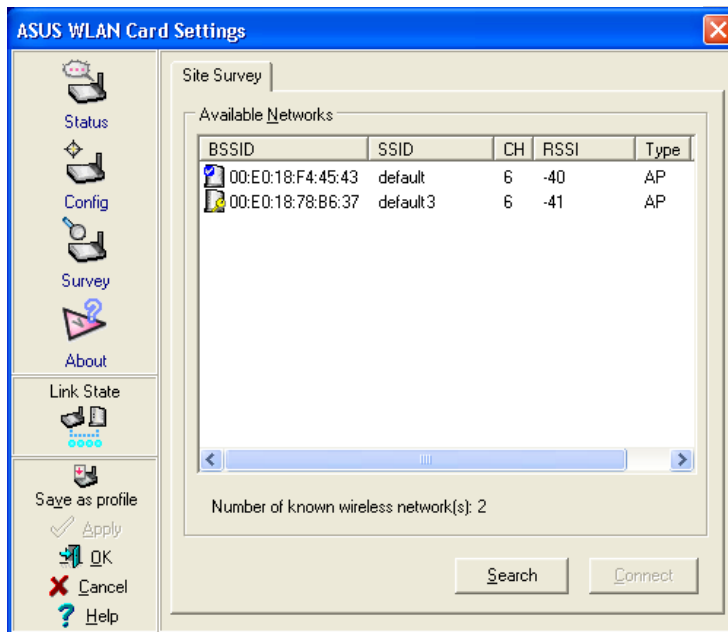 ASUS WLAN Card Settings
Status
Config
Survey
About
Link State
Save as profile
Apply
OK
Cancel
Help
Site Survey
Available Networks
BSSID SSID CH RSSI Type
00:E0:18:F4:45:43 default 6 -40 AP
00:E0:18:78:B6:37 default3 6 -41 AP
Number of known wireless network(s): 2
Search
Connect